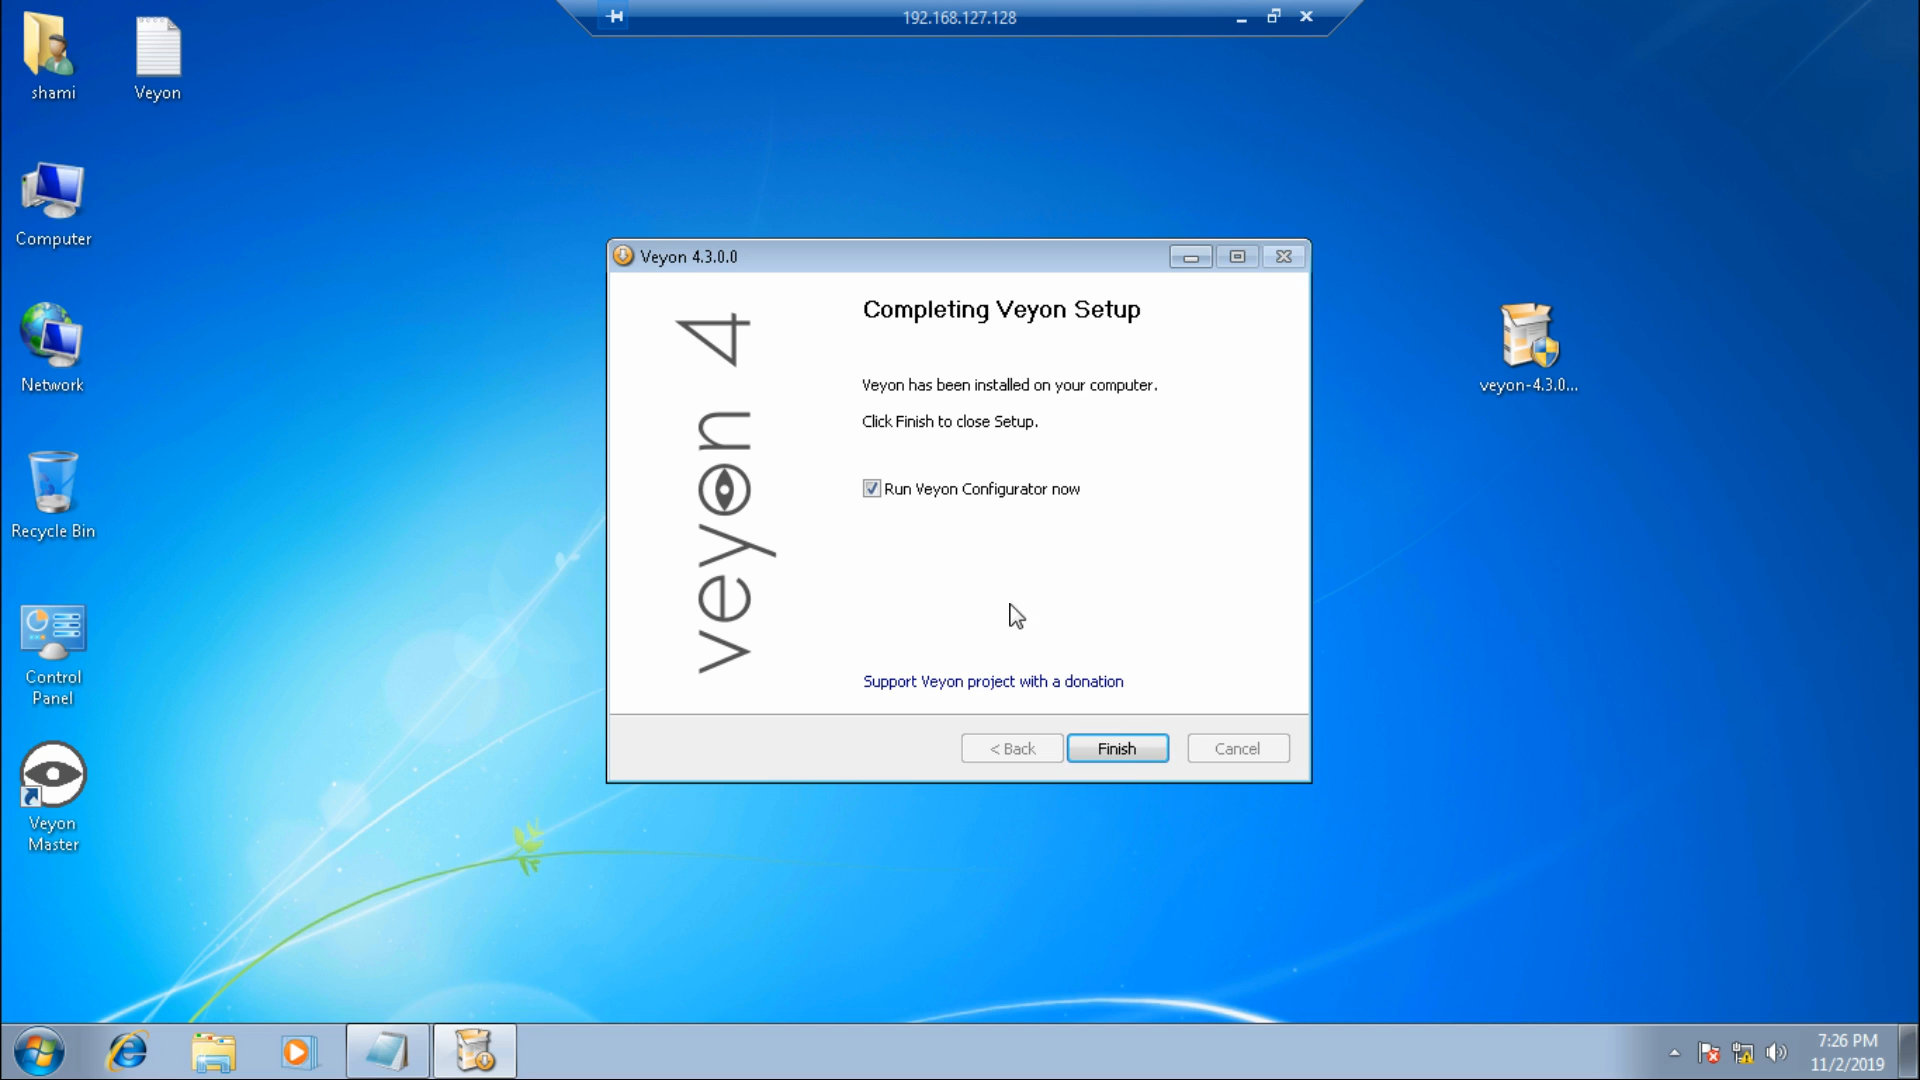 192.168.127.128
shami
Veyon
Computer
Network
Recycle Bin
Control
Panel
Veyon
Master
Veyon 4.3.0.0
veyon 4
Completing Veyon Setup
Veyon has been installed on your computer.
Click Finish to close Setup.
Run Veyon Configurator now
Support Veyon project with a donation
< Back
Finish
Cancel
veyon-4.3.0...
7:26 PM
11/2/2019